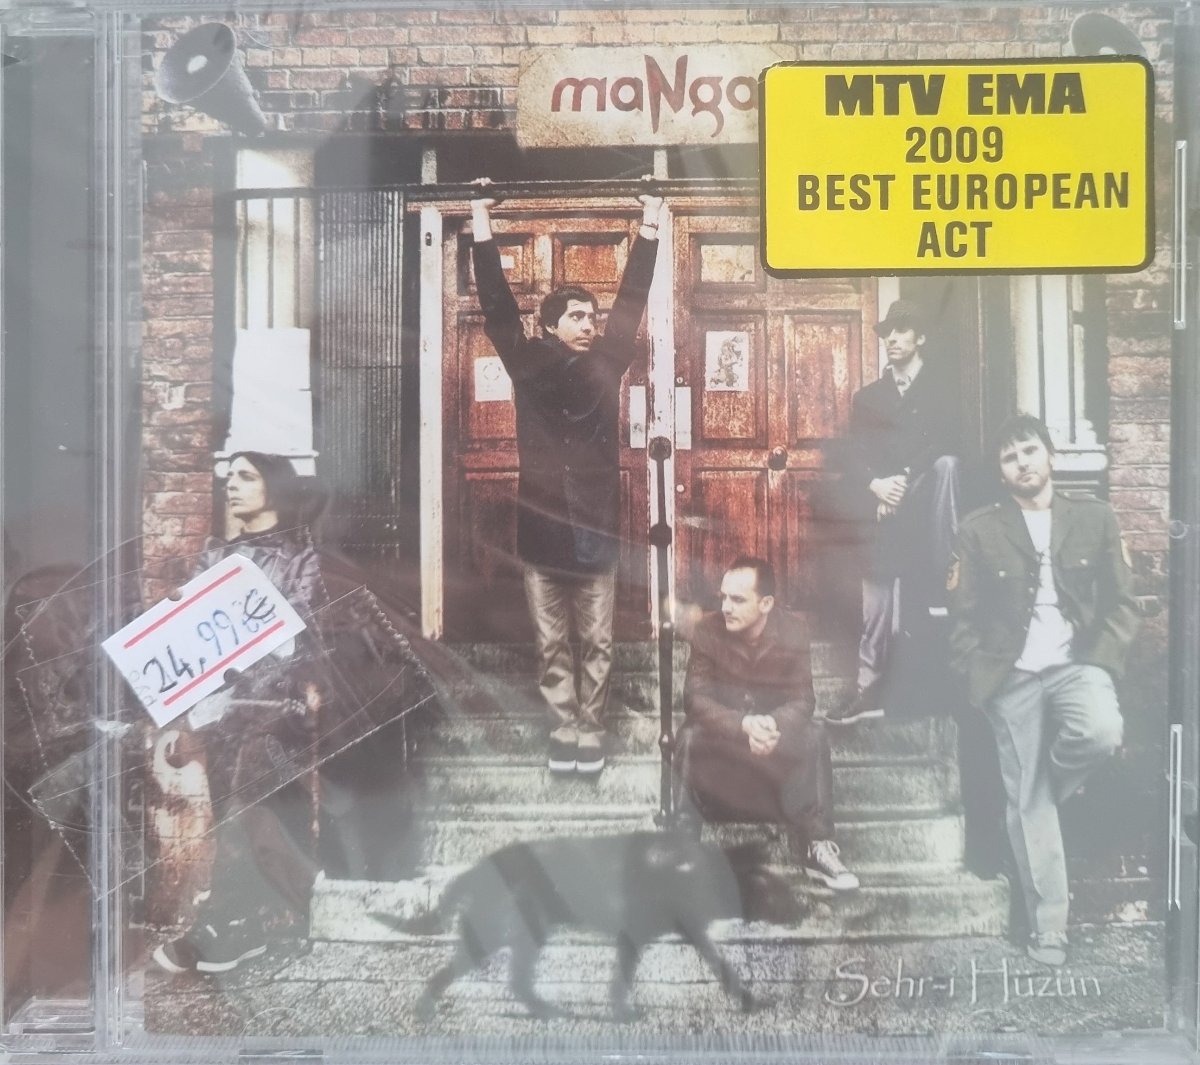 maNga
MTV EMA
2009
BEST EUROPEAN
ACT
24,99
Şehr-i Hüzün